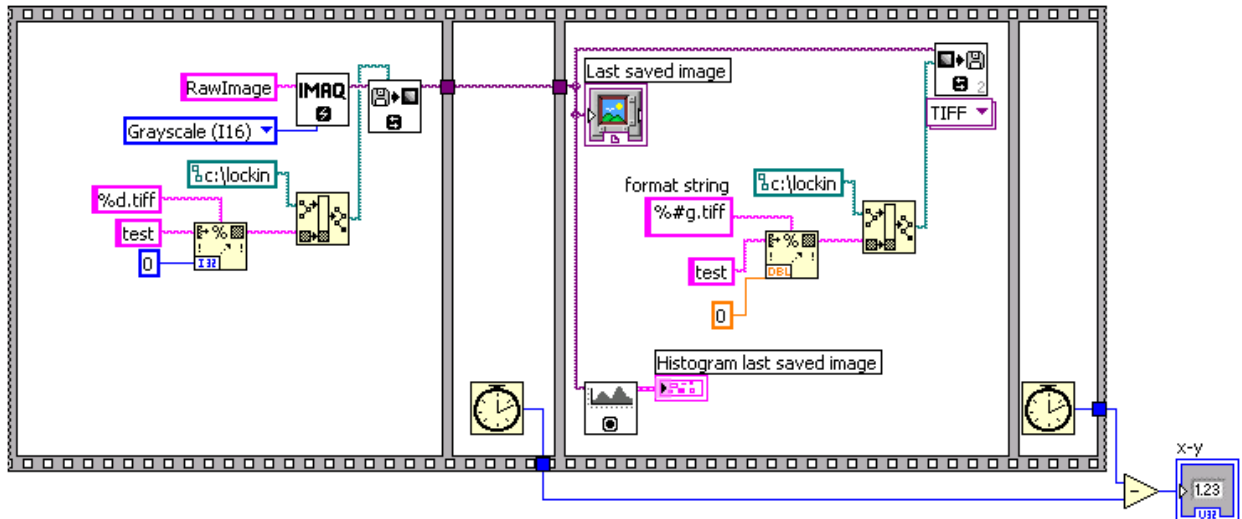 RawImage
IMAQ
Grayscale (I16)
c:\lockin
%d.tiff
test
I32
0
Last saved image
2
TIFF
format string
c:\lockin
%#g.tiff
test
DBL
0
Histogram last saved image
x-y
1.23
U32